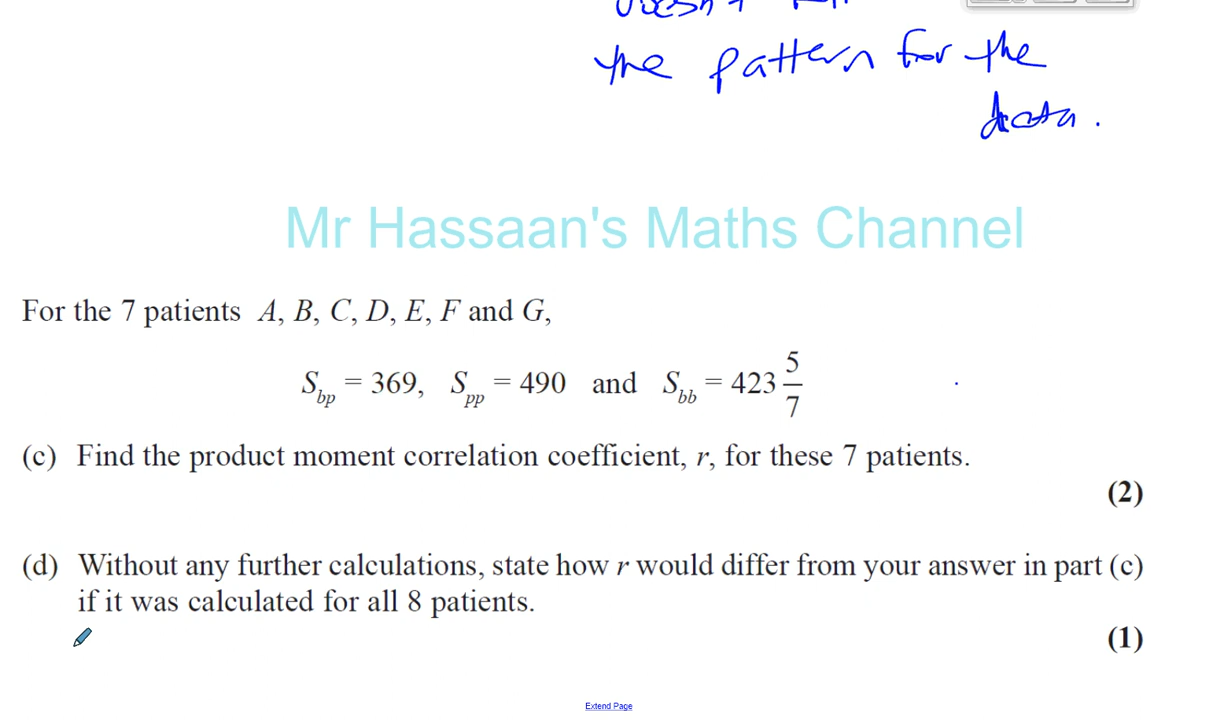 the pattern for the
data.
Mr Hassaan's Maths Channel
For the 7 patients A, B, C, D, E, F and G,
S_bp = 369, S_pp = 490 and S_bb = 423 5/7
(c) Find the product moment correlation coefficient, r, for these 7 patients.
(2)
(d) Without any further calculations, state how r would differ from your answer in part (c)
if it was calculated for all 8 patients.
(1)
Extend Page